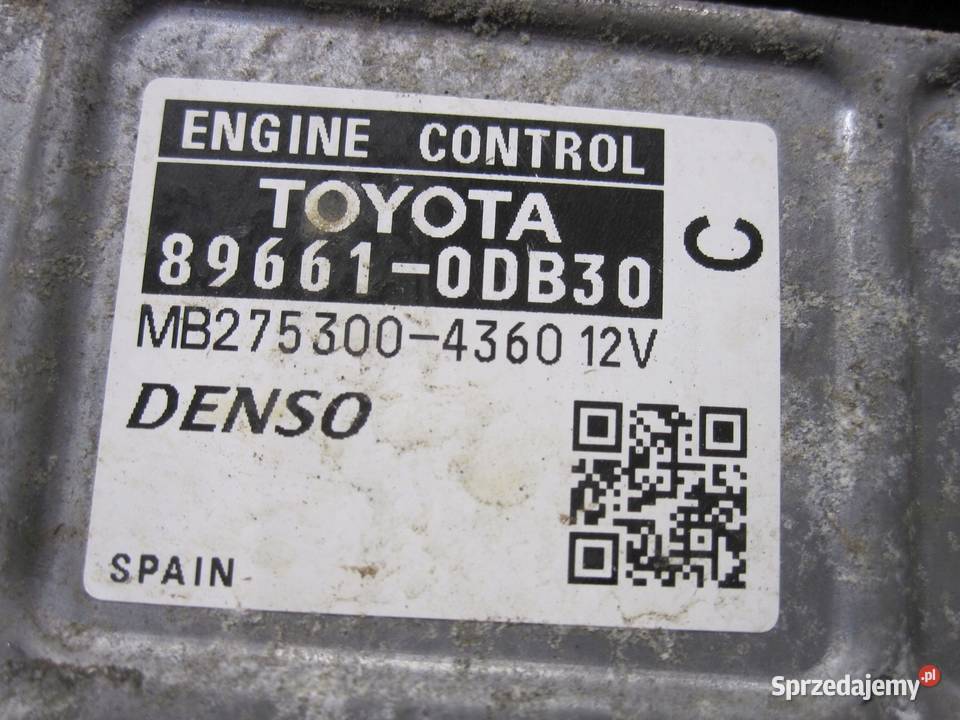 ENGINE CONTROL
TOYOTA
89661-0DB30
C
MB275300-4360 12V
DENSO
SPAIN
Sprzedajemy.pl